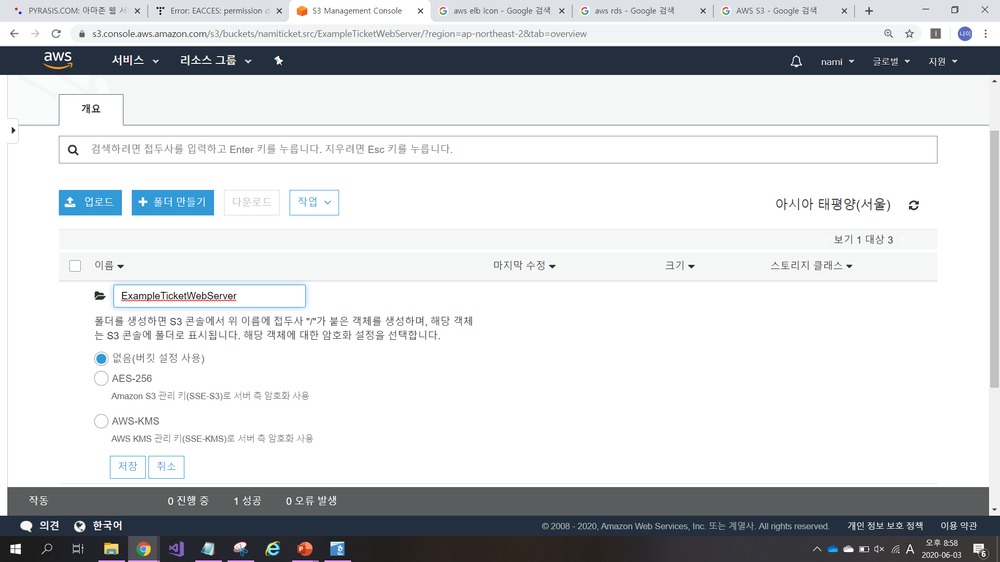 PYRASIS.COM: 아마존 웹 서
Error: EACCES: permission d
S3 Management Console
aws elb icon - Google 검색
aws rds - Google 검색
AWS S3 - Google 검색
s3.console.aws.amazon.com/s3/buckets/namiticket.src/ExampleTicketWebServer/?region=ap-northeast-2&tab=overview
나미
aws
서비스
리소스 그룹
nami
글로벌
지원
개요
검색하려면 접두사를 입력하고 Enter 키를 누릅니다. 지우려면 Esc 키를 누릅니다.
업로드
폴더 만들기
다운로드
작업
아시아 태평양(서울)
보기 1 대상 3
이름
마지막 수정
크기
스토리지 클래스
ExampleTicketWebServer
폴더를 생성하면 S3 콘솔에서 위 이름에 접두사 "/"가 붙은 객체를 생성하며, 해당 객체
는 S3 콘솔에 폴더로 표시됩니다. 해당 객체에 대한 암호화 설정을 선택합니다.
없음(버킷 설정 사용)
AES-256
Amazon S3 관리 키(SSE-S3)로 서버 측 암호화 사용
AWS-KMS
AWS KMS 관리 키(SSE-KMS)로 서버 측 암호화 사용
저장
취소
작동
0 진행 중
1 성공
0 오류 발생
의견
한국어
© 2008 - 2020, Amazon Web Services, Inc. 또는 계열사. All rights reserved.
개인 정보 보호 정책
이용 약관
A
오후 8:58
2020-06-03
6